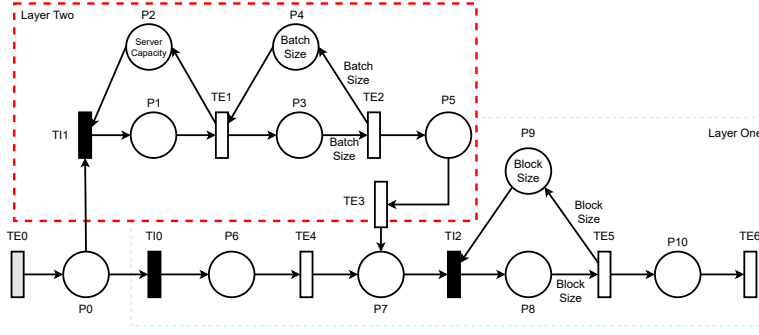 Layer Two
P2
P4
Server
Capacity
Batch
Size
Batch
Size
TE1
TE2
P1
P3
P5
TI1
Batch
Size
Layer One
P9
Block
Size
TE3
Block
Size
TE0
TI0
P6
TE4
TI2
TE5
P10
TE6
Block
Size
P0
P7
P8